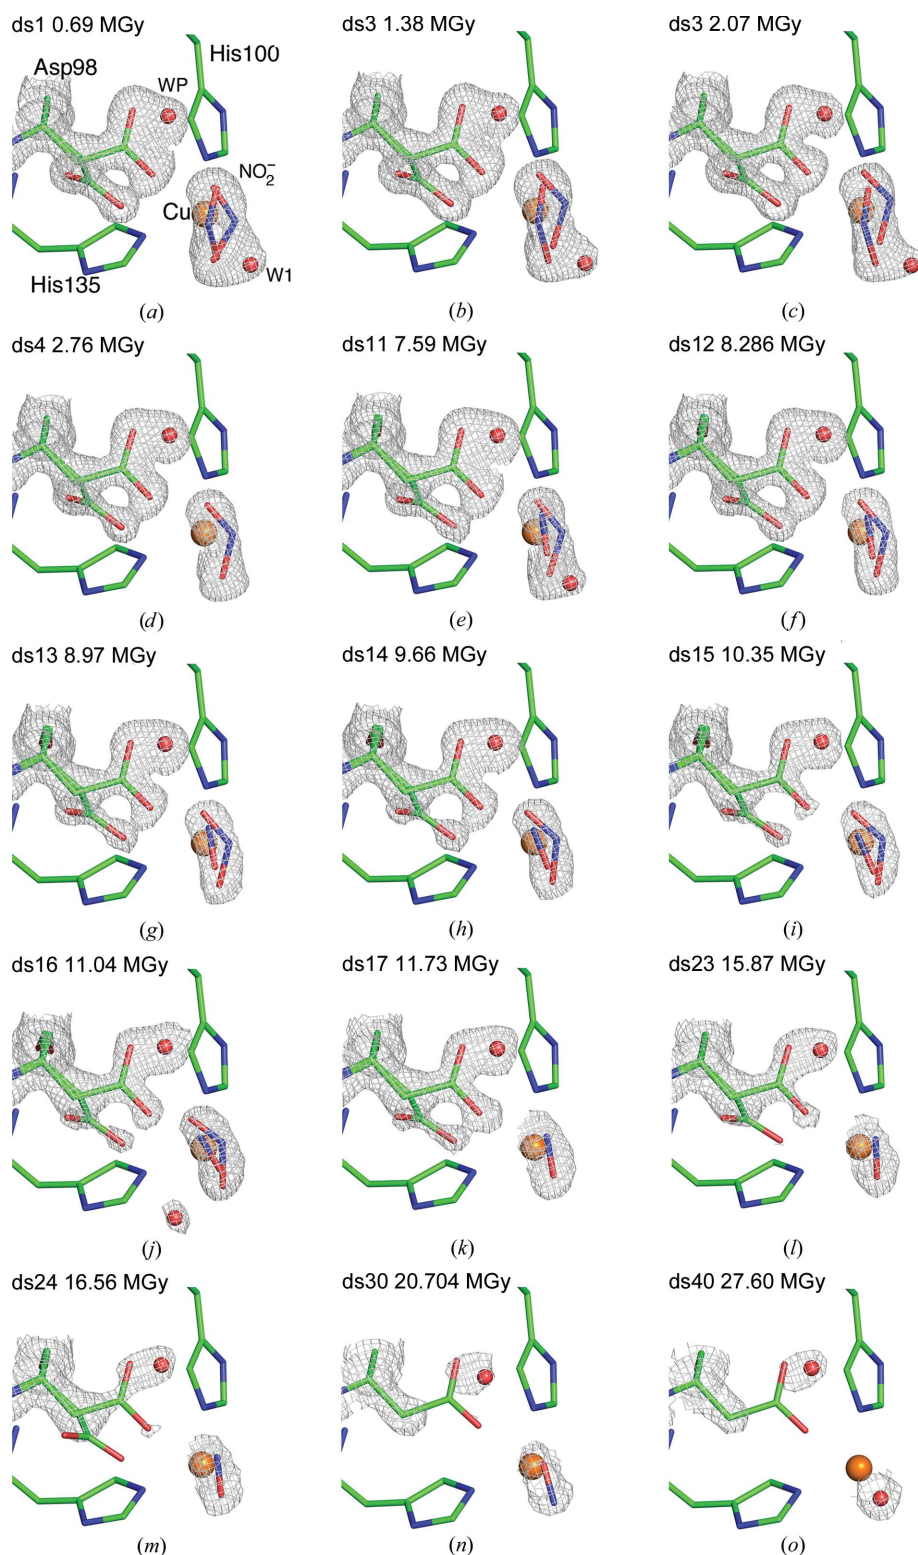 ds1 0.69 MGy
ds3 1.38 MGy
ds3 2.07 MGy
His100
Asp98
WP
NO₂⁻
Cu
W1
His135
(a)
(b)
(c)
ds4 2.76 MGy
ds11 7.59 MGy
ds12 8.286 MGy
(d)
(e)
(f)
ds13 8.97 MGy
ds14 9.66 MGy
ds15 10.35 MGy
(g)
(h)
(i)
ds16 11.04 MGy
ds17 11.73 MGy
ds23 15.87 MGy
(j)
(k)
(l)
ds24 16.56 MGy
ds30 20.704 MGy
ds40 27.60 MGy
(m)
(n)
(o)